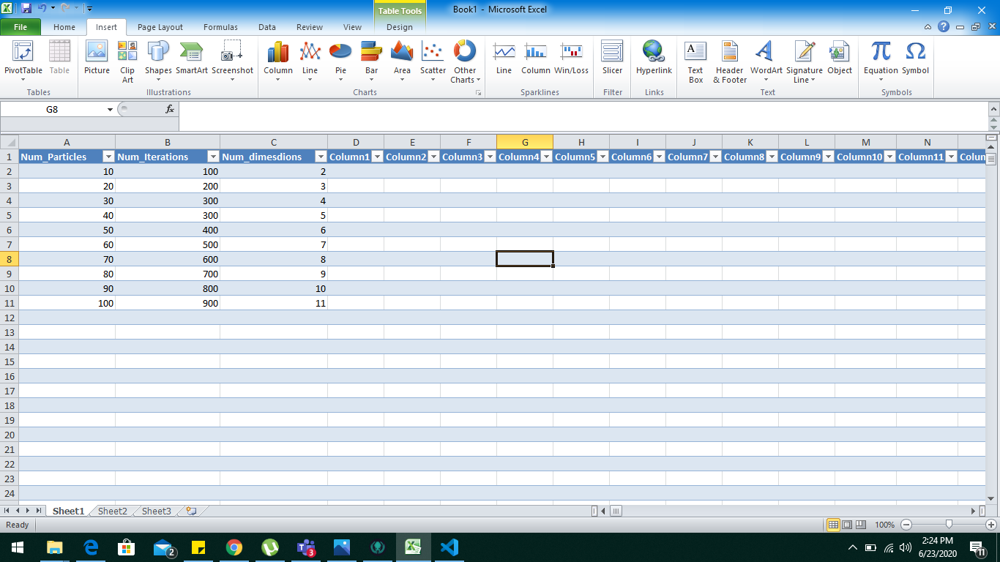 Table Tools
Book1 - Microsoft Excel
File Home Insert Page Layout Formulas Data Review View Design
PivotTable Table Picture Clip Art Shapes SmartArt Screenshot Column Line Pie Bar Area Scatter Other Charts Line Column Win/Loss Slicer Hyperlink Text Box Header & Footer WordArt Signature Line Object Equation Symbol
Tables Illustrations Charts Sparklines Filter Links Text Symbols
G8 fx
A B C D E F G H I J K L M N
1 Num_Particles Num_Iterations Num_dimesdions Column1 Column2 Column3 Column4 Column5 Column6 Column7 Column8 Column9 Column10 Column11 Colum
2 10 100 2
3 20 200 3
4 30 300 4
5 40 300 5
6 50 400 6
7 60 500 7
8 70 600 8
9 80 700 9
10 90 800 10
11 100 900 11
12
13
14
15
16
17
18
19
20
21
22
23
24
Sheet1 Sheet2 Sheet3
Ready 100%
2 3 2:24 PM
6/23/2020 11